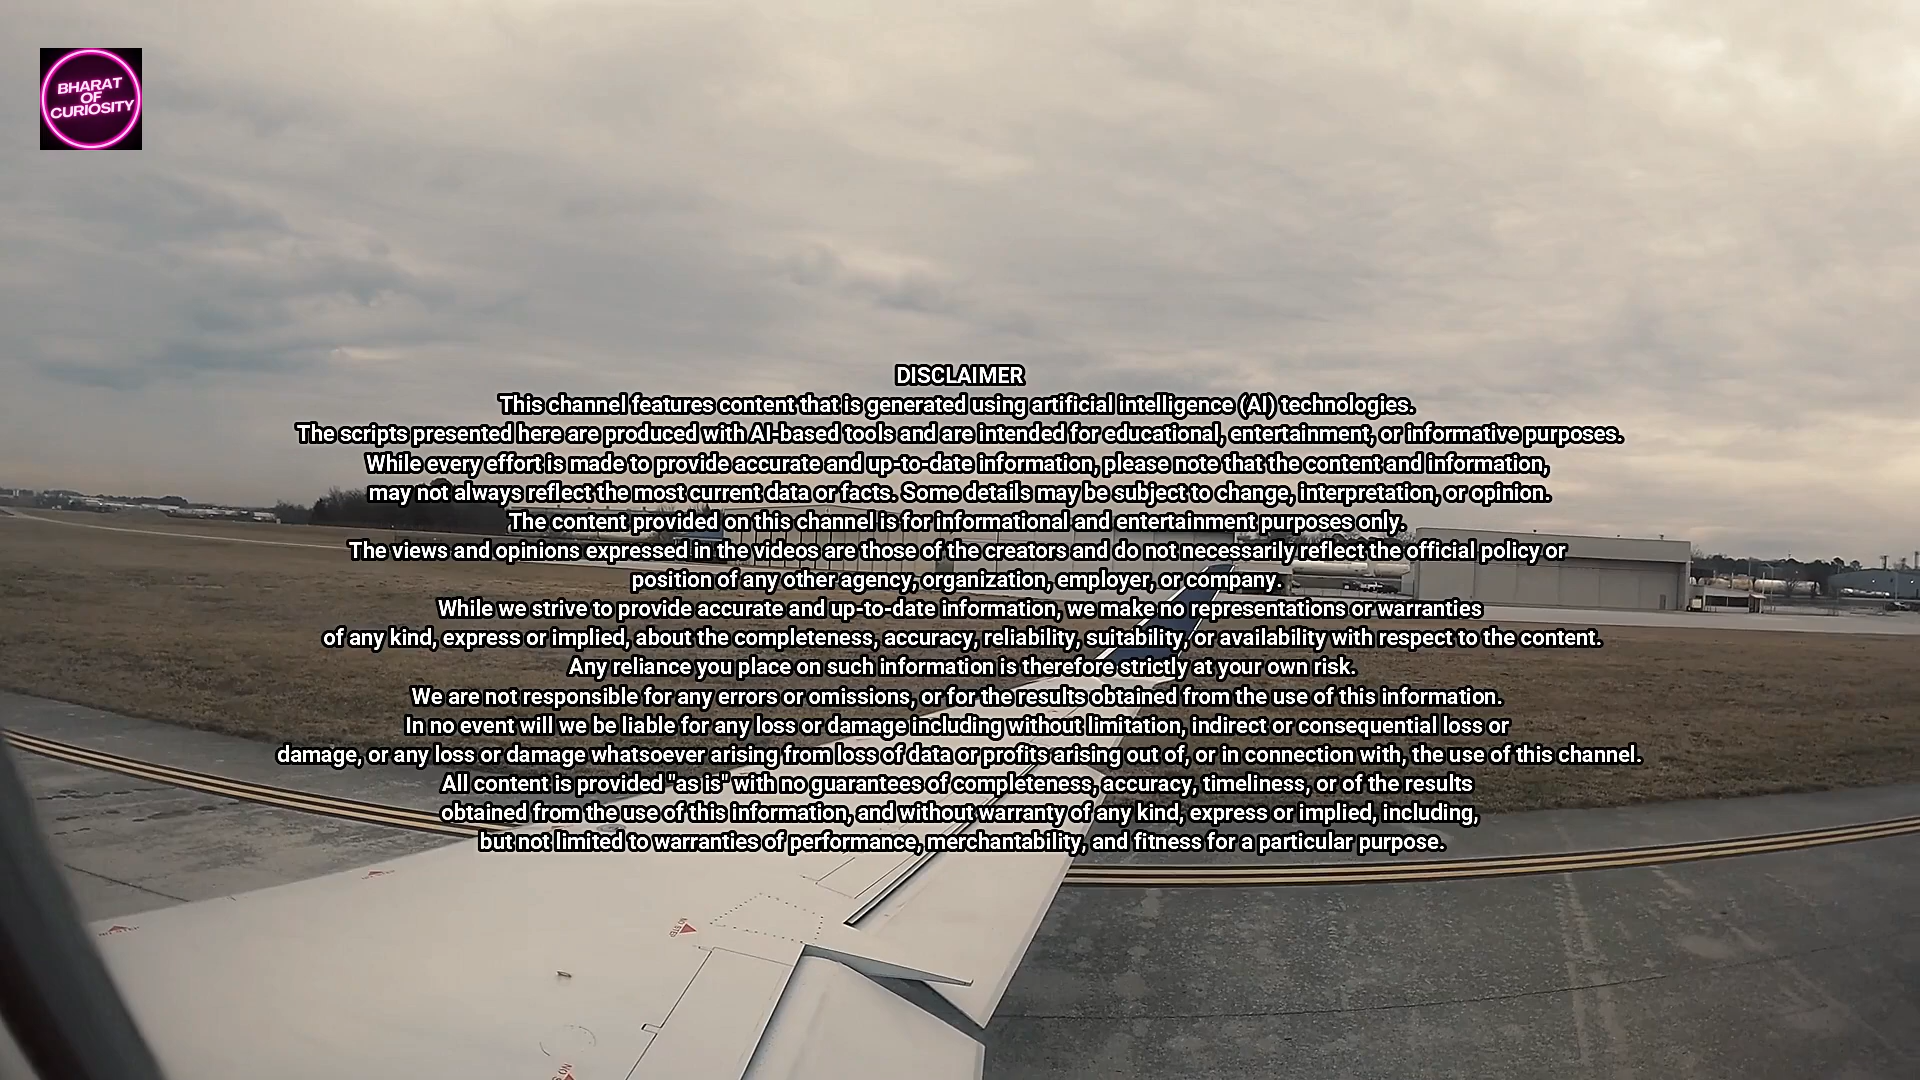 BHARAT
OF
CURIOSITY
DISCLAIMER
This channel features content that is generated using artificial intelligence (AI) technologies.
The scripts presented here are produced with AI-based tools and are intended for educational, entertainment, or informative purposes.
While every effort is made to provide accurate and up-to-date information, please note that the content and information,
may not always reflect the most current data or facts. Some details may be subject to change, interpretation, or opinion.
The content provided on this channel is for informational and entertainment purposes only.
The views and opinions expressed in the videos are those of the creators and do not necessarily reflect the official policy or
position of any other agency, organization, employer, or company.
While we strive to provide accurate and up-to-date information, we make no representations or warranties
of any kind, express or implied, about the completeness, accuracy, reliability, suitability, or availability with respect to the content.
Any reliance you place on such information is therefore strictly at your own risk.
We are not responsible for any errors or omissions, or for the results obtained from the use of this information.
In no event will we be liable for any loss or damage including without limitation, indirect or consequential loss or
damage, or any loss or damage whatsoever arising from loss of data or profits arising out of, or in connection with, the use of this channel.
All content is provided "as is" with no guarantees of completeness, accuracy, timeliness, or of the results
obtained from the use of this information, and without warranty of any kind, express or implied, including,
but not limited to warranties of performance, merchantability, and fitness for a particular purpose.
NO STEP